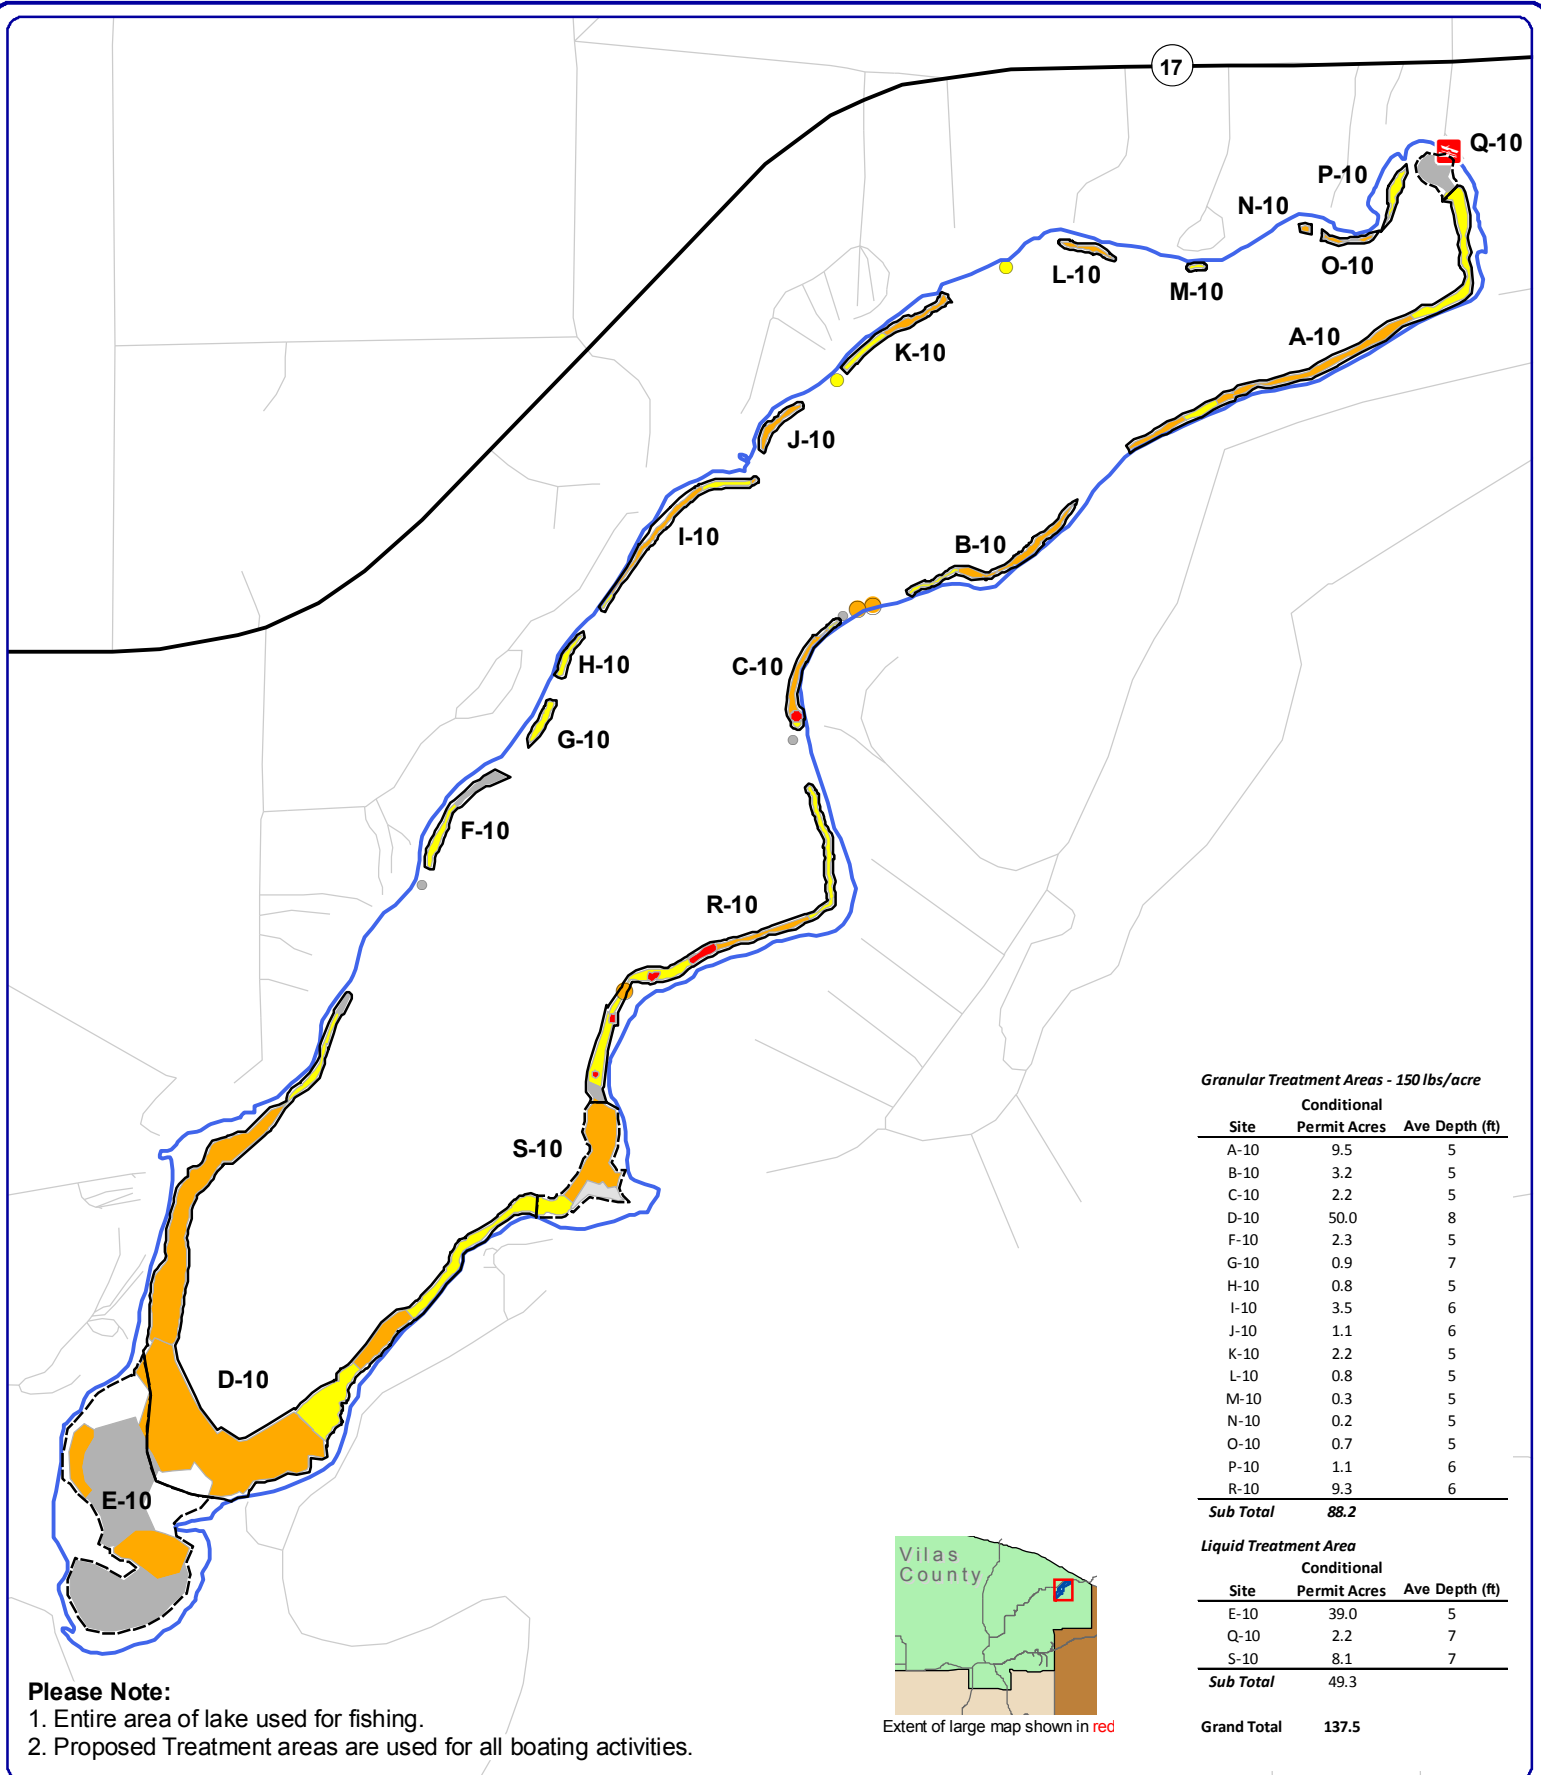 17
Q-10
P-10
N-10
O-10
L-10
M-10
A-10
K-10
J-10
I-10
B-10
H-10
C-10
G-10
F-10
R-10
S-10
D-10
E-10
Granular Treatment Areas - 150 lbs/acre
Conditional
Site Permit Acres Ave Depth (ft)
A-10 9.5 5
B-10 3.2 5
C-10 2.2 5
D-10 50.0 8
F-10 2.3 5
G-10 0.9 7
H-10 0.8 5
I-10 3.5 6
J-10 1.1 6
K-10 2.2 5
L-10 0.8 5
M-10 0.3 5
N-10 0.2 5
O-10 0.7 5
P-10 1.1 6
R-10 9.3 6
Sub Total 88.2
Liquid Treatment Area
Conditional
Site Permit Acres Ave Depth (ft)
E-10 39.0 5
Q-10 2.2 7
S-10 8.1 7
Sub Total 49.3
Grand Total 137.5
Vilas
County
Extent of large map shown in red
Please Note:
1. Entire area of lake used for fishing.
2. Proposed Treatment areas are used for all boating activities.